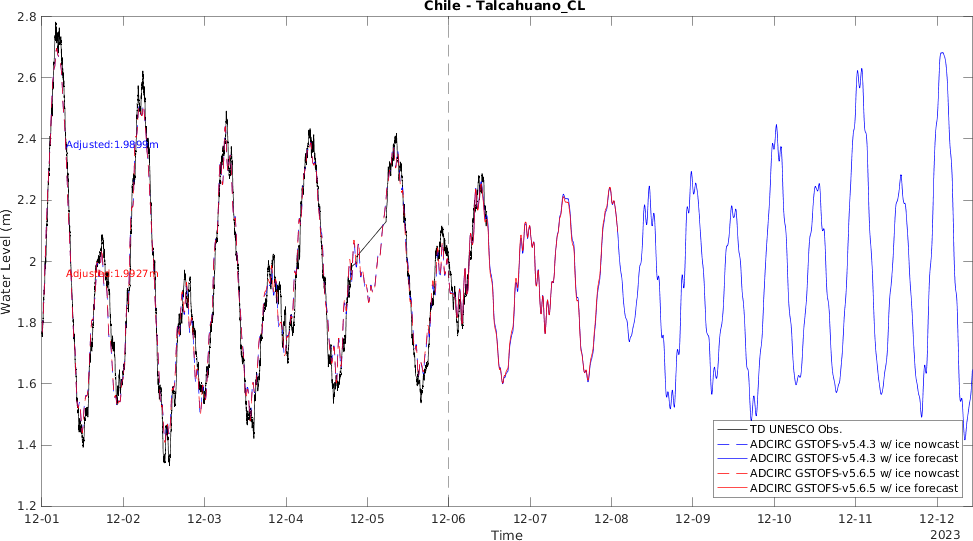 Chile - Talcahuano_CL
2.8
2.6
2.4
2.2
2
1.8
1.6
1.4
1.2
Water Level (m)
Adjusted:1.9899m
Adjusted:1.9927m
TD UNESCO Obs.
ADCIRC GSTOFS-v5.4.3 w/ ice nowcast
ADCIRC GSTOFS-v5.4.3 w/ ice forecast
ADCIRC GSTOFS-v5.6.5 w/ ice nowcast
ADCIRC GSTOFS-v5.6.5 w/ ice forecast
12-01 12-02 12-03 12-04 12-05 12-06 12-07 12-08 12-09 12-10 12-11 12-12
Time
2023